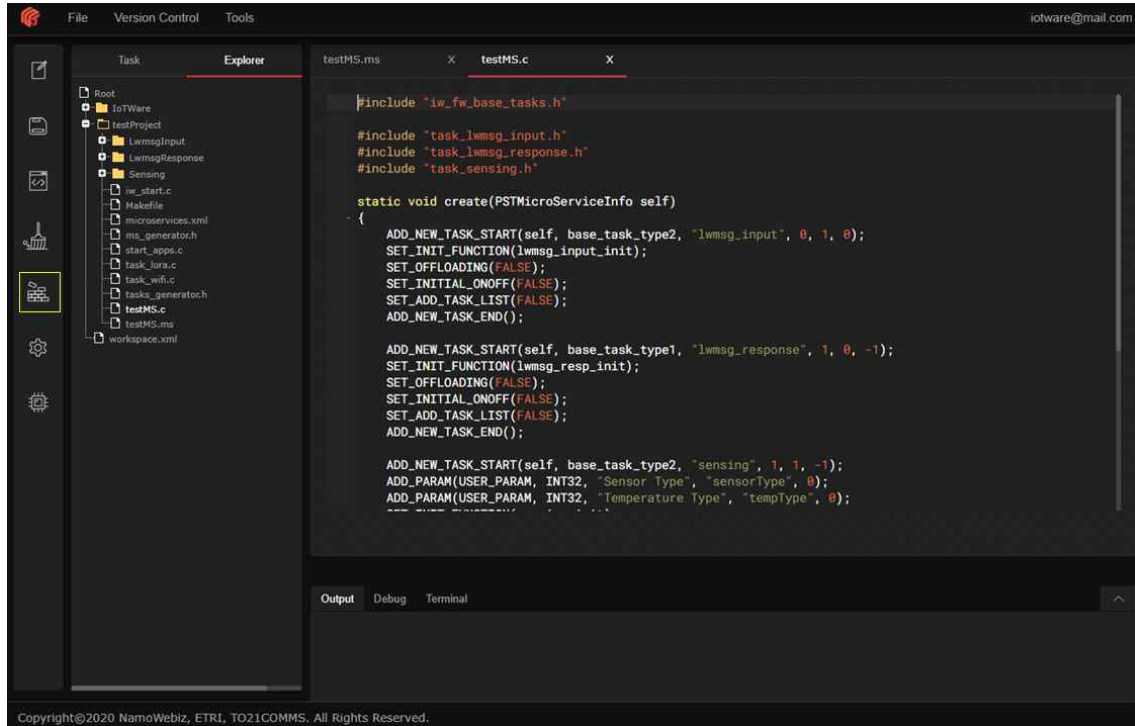 File Version Control Tools iotware@mail.com
Task Explorer
Root
IoTWare
testProject
LwmsgInput
LwmsgResponse
Sensing
iw_start.c
Makefile
microservices.xml
ms_generator.h
start_apps.c
task_lora.c
task_wifi.c
tasks_generator.h
testMS.c
testMS.ms
workspace.xml
testMS.ms X testMS.c X
#include "iw_fw_base_tasks.h"
#include "task_lwmsg_input.h"
#include "task_lwmsg_response.h"
#include "task_sensing.h"
static void create(PSTMicroServiceInfo self)
{
ADD_NEW_TASK_START(self, base_task_type2, "lwmsg_input", 0, 1, 0);
SET_INIT_FUNCTION(lwmsg_input_init);
SET_OFFLOADING(FALSE);
SET_INITIAL_ONOFF(FALSE);
SET_ADD_TASK_LIST(FALSE);
ADD_NEW_TASK_END();
ADD_NEW_TASK_START(self, base_task_type1, "lwmsg_response", 1, 0, -1);
SET_INIT_FUNCTION(lwmsg_resp_init);
SET_OFFLOADING(FALSE);
SET_INITIAL_ONOFF(FALSE);
SET_ADD_TASK_LIST(FALSE);
ADD_NEW_TASK_END();
ADD_NEW_TASK_START(self, base_task_type2, "sensing", 1, 1, -1);
ADD_PARAM(USER_PARAM, INT32, "Sensor Type", "sensorType", 0);
ADD_PARAM(USER_PARAM, INT32, "Temperature Type", "tempType", 0);
Output Debug Terminal
Copyright©2020 NamoWebiz, ETRI, TO21COMMS. All Rights Reserved.